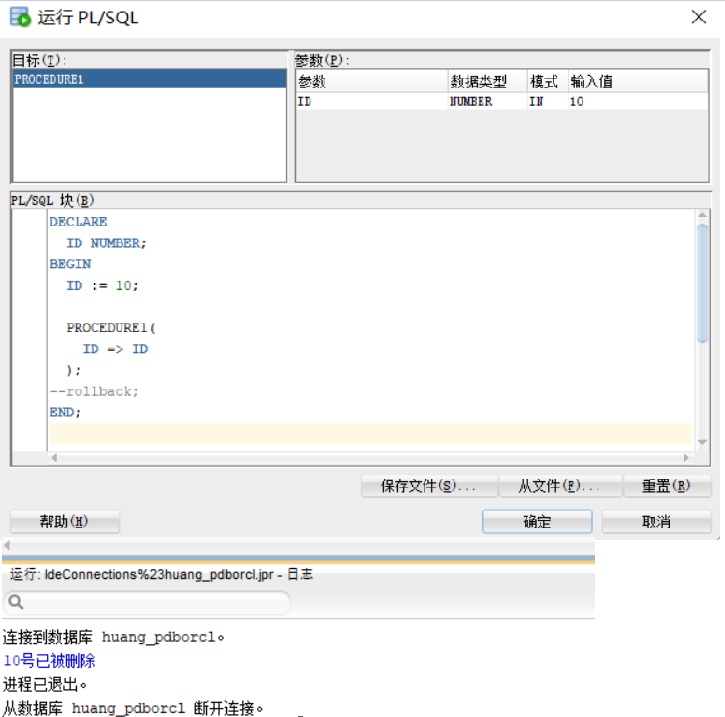 运行 PL/SQL
目标(T):
PROCEDURE1
参数(P):
参数 数据类型 模式 输入值
ID NUMBER IN 10
PL/SQL 块(B)
DECLARE
ID NUMBER;
BEGIN
ID := 10;
PROCEDURE1(
ID => ID
);
--rollback;
END;
保存文件(S)... 从文件(F)... 重置(R)
帮助(H) 确定 取消
运行: IdeConnections%23huang_pdborcl.jpr - 日志
连接到数据库 huang_pdborcl。
10号已被删除
进程已退出。
从数据库 huang_pdborcl 断开连接。